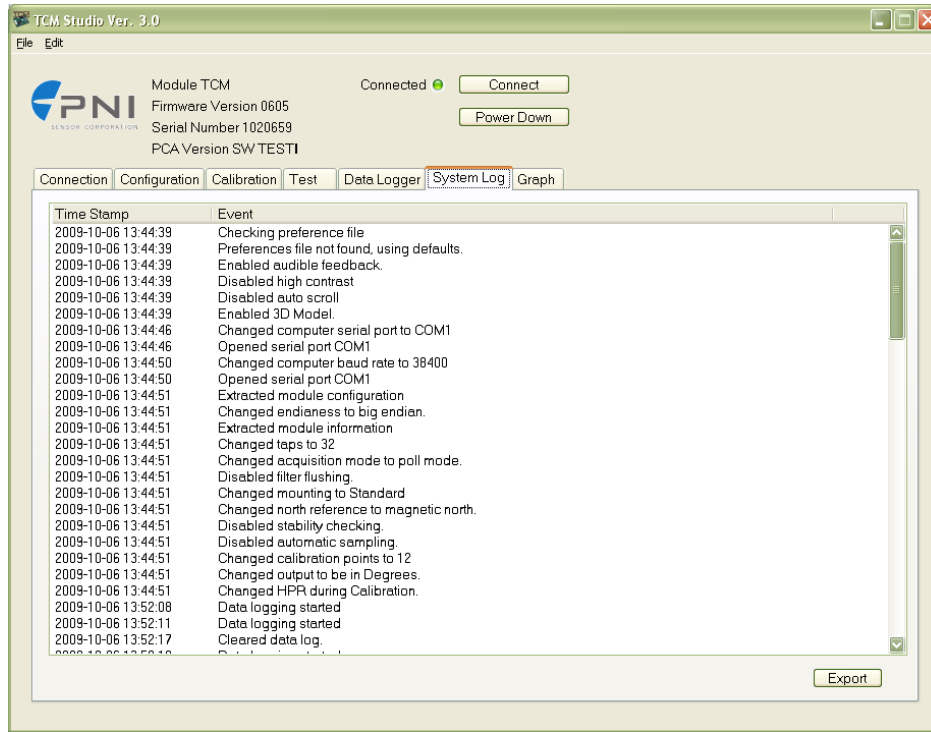 TCM Studio Ver. 3.0
File Edit
Module TCM
Connected
Connect
PNI
SENSOR CORPORATION
Firmware Version 0605
Power Down
Serial Number 1020659
PCA Version SW TESTI
Connection Configuration Calibration Test Data Logger System Log Graph
Time Stamp Event
2009-10-06 13:44:39 Checking preference file
2009-10-06 13:44:39 Preferences file not found, using defaults.
2009-10-06 13:44:39 Enabled audible feedback.
2009-10-06 13:44:39 Disabled high contrast
2009-10-06 13:44:39 Disabled auto scroll
2009-10-06 13:44:39 Enabled 3D Model.
2009-10-06 13:44:46 Changed computer serial port to COM1
2009-10-06 13:44:46 Opened serial port COM1
2009-10-06 13:44:50 Changed computer baud rate to 38400
2009-10-06 13:44:50 Opened serial port COM1
2009-10-06 13:44:51 Extracted module configuration
2009-10-06 13:44:51 Changed endianess to big endian.
2009-10-06 13:44:51 Extracted module information
2009-10-06 13:44:51 Changed taps to 32
2009-10-06 13:44:51 Changed acquisition mode to poll mode.
2009-10-06 13:44:51 Disabled filter flushing.
2009-10-06 13:44:51 Changed mounting to Standard
2009-10-06 13:44:51 Changed north reference to magnetic north.
2009-10-06 13:44:51 Disabled stability checking.
2009-10-06 13:44:51 Disabled automatic sampling.
2009-10-06 13:44:51 Changed calibration points to 12
2009-10-06 13:44:51 Changed output to be in Degrees.
2009-10-06 13:44:51 Changed HPR during Calibration.
2009-10-06 13:52:08 Data logging started
2009-10-06 13:52:11 Data logging started
2009-10-06 13:52:17 Cleared data log.
Export